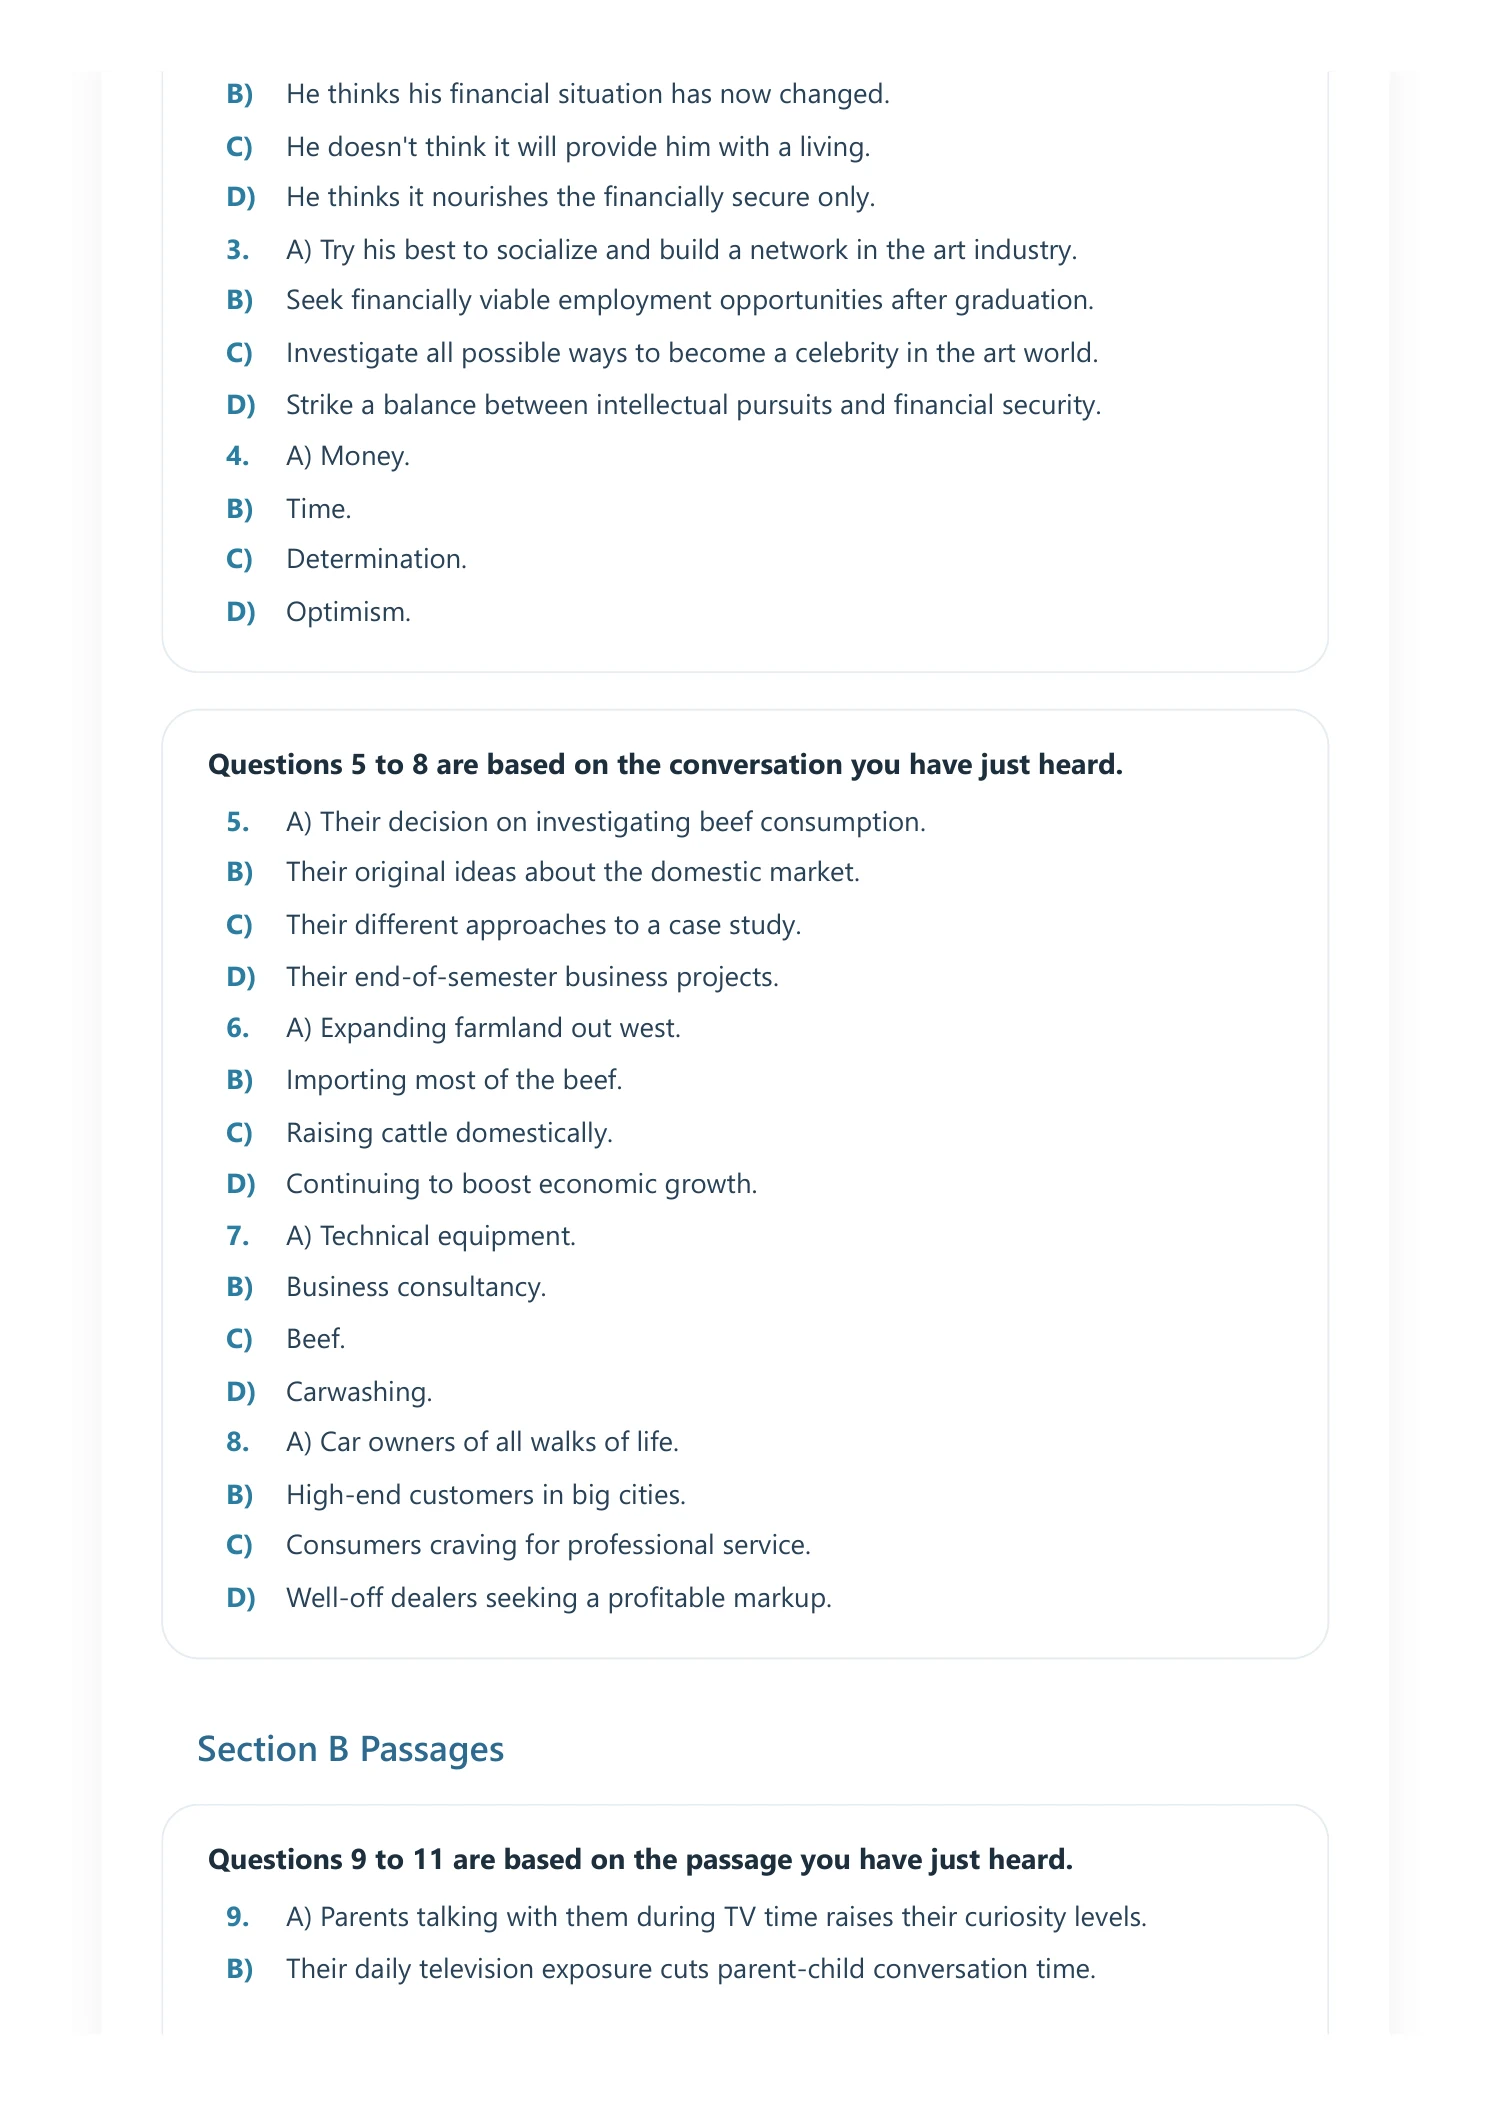 B) He thinks his financial situation has now changed.
C) He doesn't think it will provide him with a living.
D) He thinks it nourishes the financially secure only.
3. A) Try his best to socialize and build a network in the art industry.
B) Seek financially viable employment opportunities after graduation.
C) Investigate all possible ways to become a celebrity in the art world.
D) Strike a balance between intellectual pursuits and financial security.
4. A) Money.
B) Time.
C) Determination.
D) Optimism.
Questions 5 to 8 are based on the conversation you have just heard.
5. A) Their decision on investigating beef consumption.
B) Their original ideas about the domestic market.
C) Their different approaches to a case study.
D) Their end-of-semester business projects.
6. A) Expanding farmland out west.
B) Importing most of the beef.
C) Raising cattle domestically.
D) Continuing to boost economic growth.
7. A) Technical equipment.
B) Business consultancy.
C) Beef.
D) Carwashing.
8. A) Car owners of all walks of life.
B) High-end customers in big cities.
C) Consumers craving for professional service.
D) Well-off dealers seeking a profitable markup.
Section B Passages
Questions 9 to 11 are based on the passage you have just heard.
9. A) Parents talking with them during TV time raises their curiosity levels.
B) Their daily television exposure cuts parent-child conversation time.